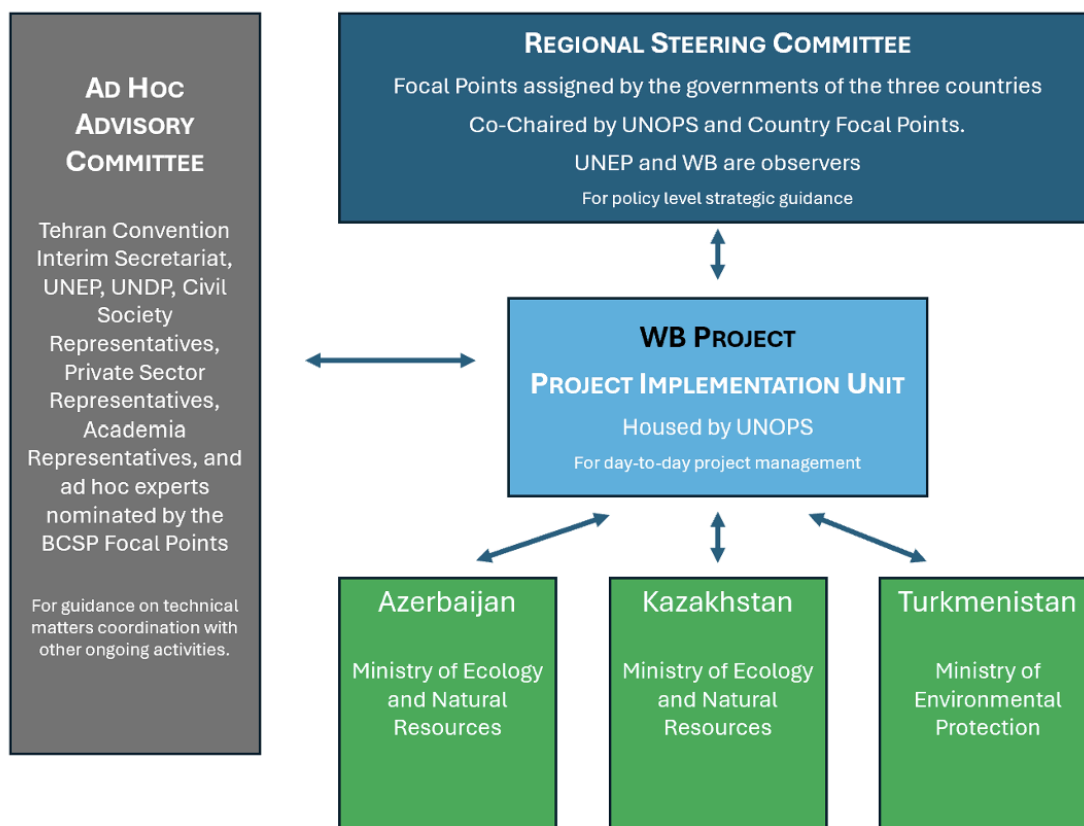 AD HOC
ADVISORY
COMMITTEE
Tehran Convention
Interim Secretariat,
UNEP, UNDP, Civil
Society
Representatives,
Private Sector
Representatives,
Academia
Representatives, and
ad hoc experts
nominated by the
BCSP Focal Points
For guidance on technical
matters coordination with
other ongoing activities.
REGIONAL STEERING COMMITTEE
Focal Points assigned by the governments of the three countries
Co-Chaired by UNOPS and Country Focal Points.
UNEP and WB are observers
For policy level strategic guidance
WB PROJECT
PROJECT IMPLEMENTATION UNIT
Housed by UNOPS
For day-to-day project management
Azerbaijan
Ministry of Ecology
and Natural
Resources
Kazakhstan
Ministry of Ecology
and Natural
Resources
Turkmenistan
Ministry of
Environmental
Protection